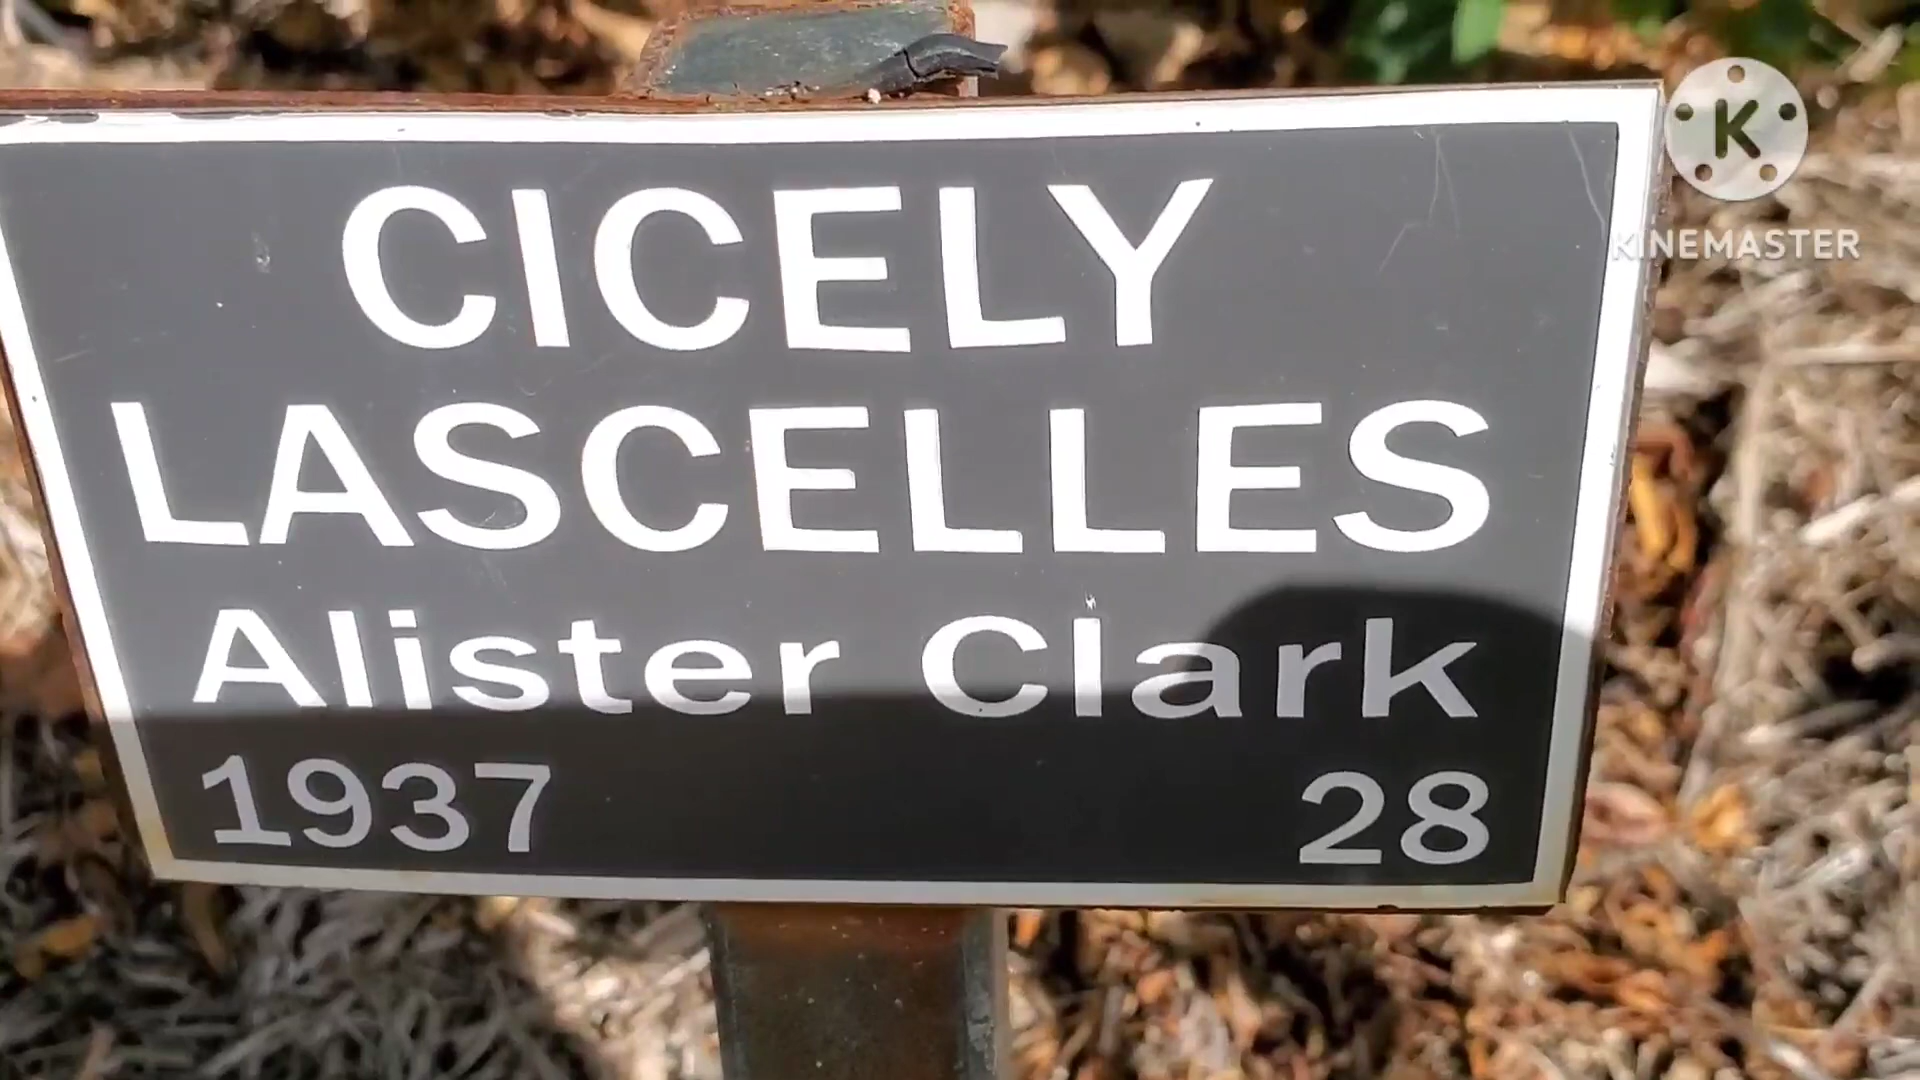 CICELY
LASCELLES
Alister Clark
1937 28
K
KINEMASTER